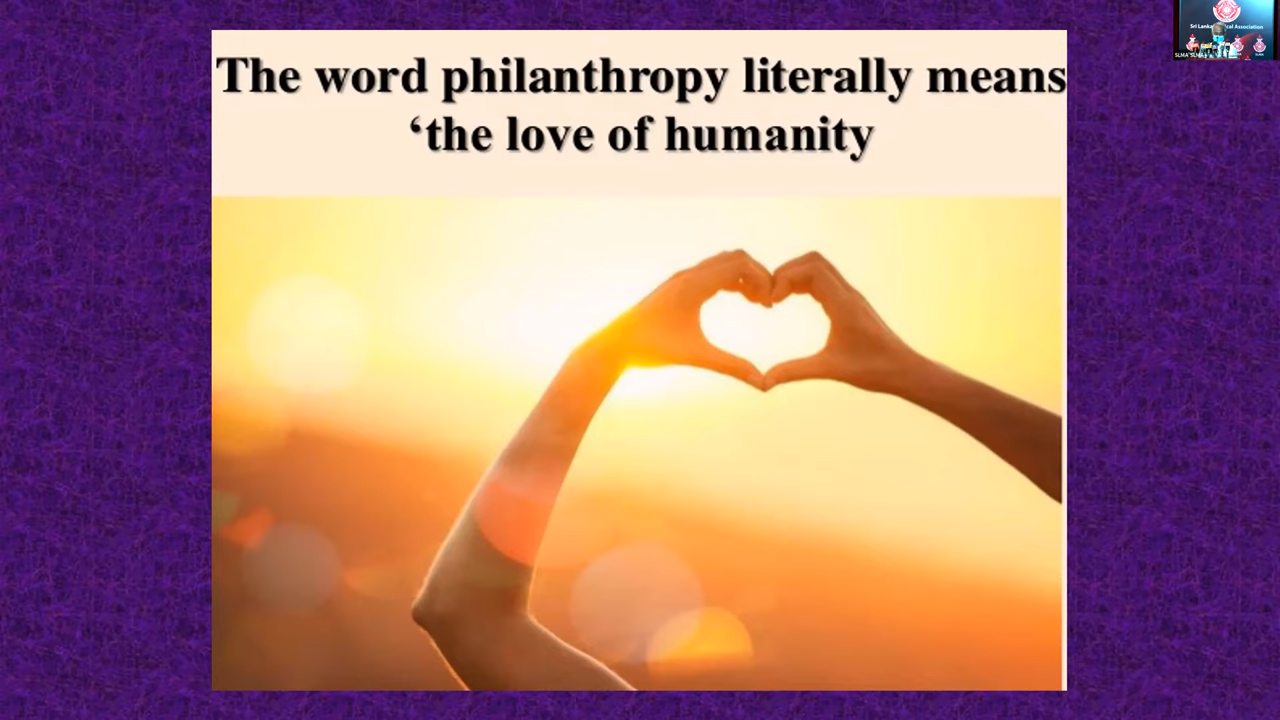 The word philanthropy literally means
‘the love of humanity